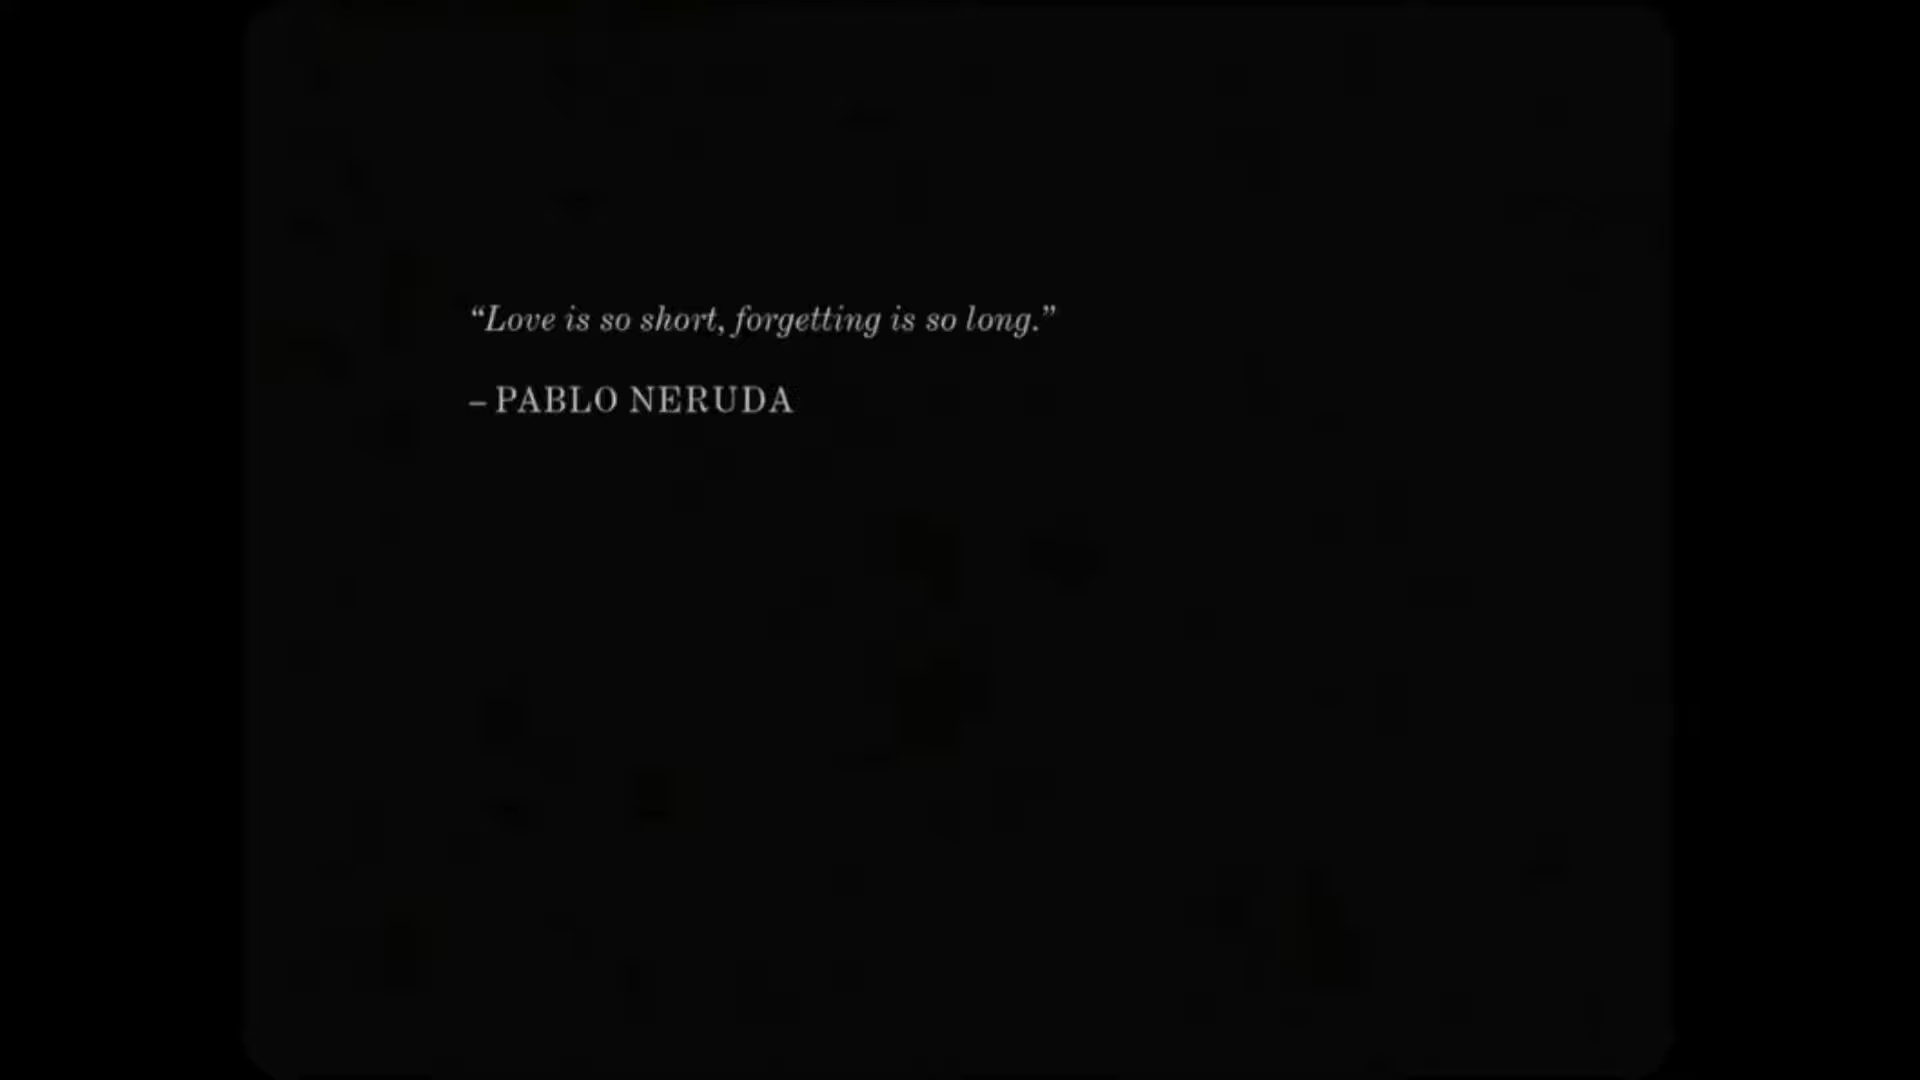 “Love is so short, forgetting is so long.”
– PABLO NERUDA